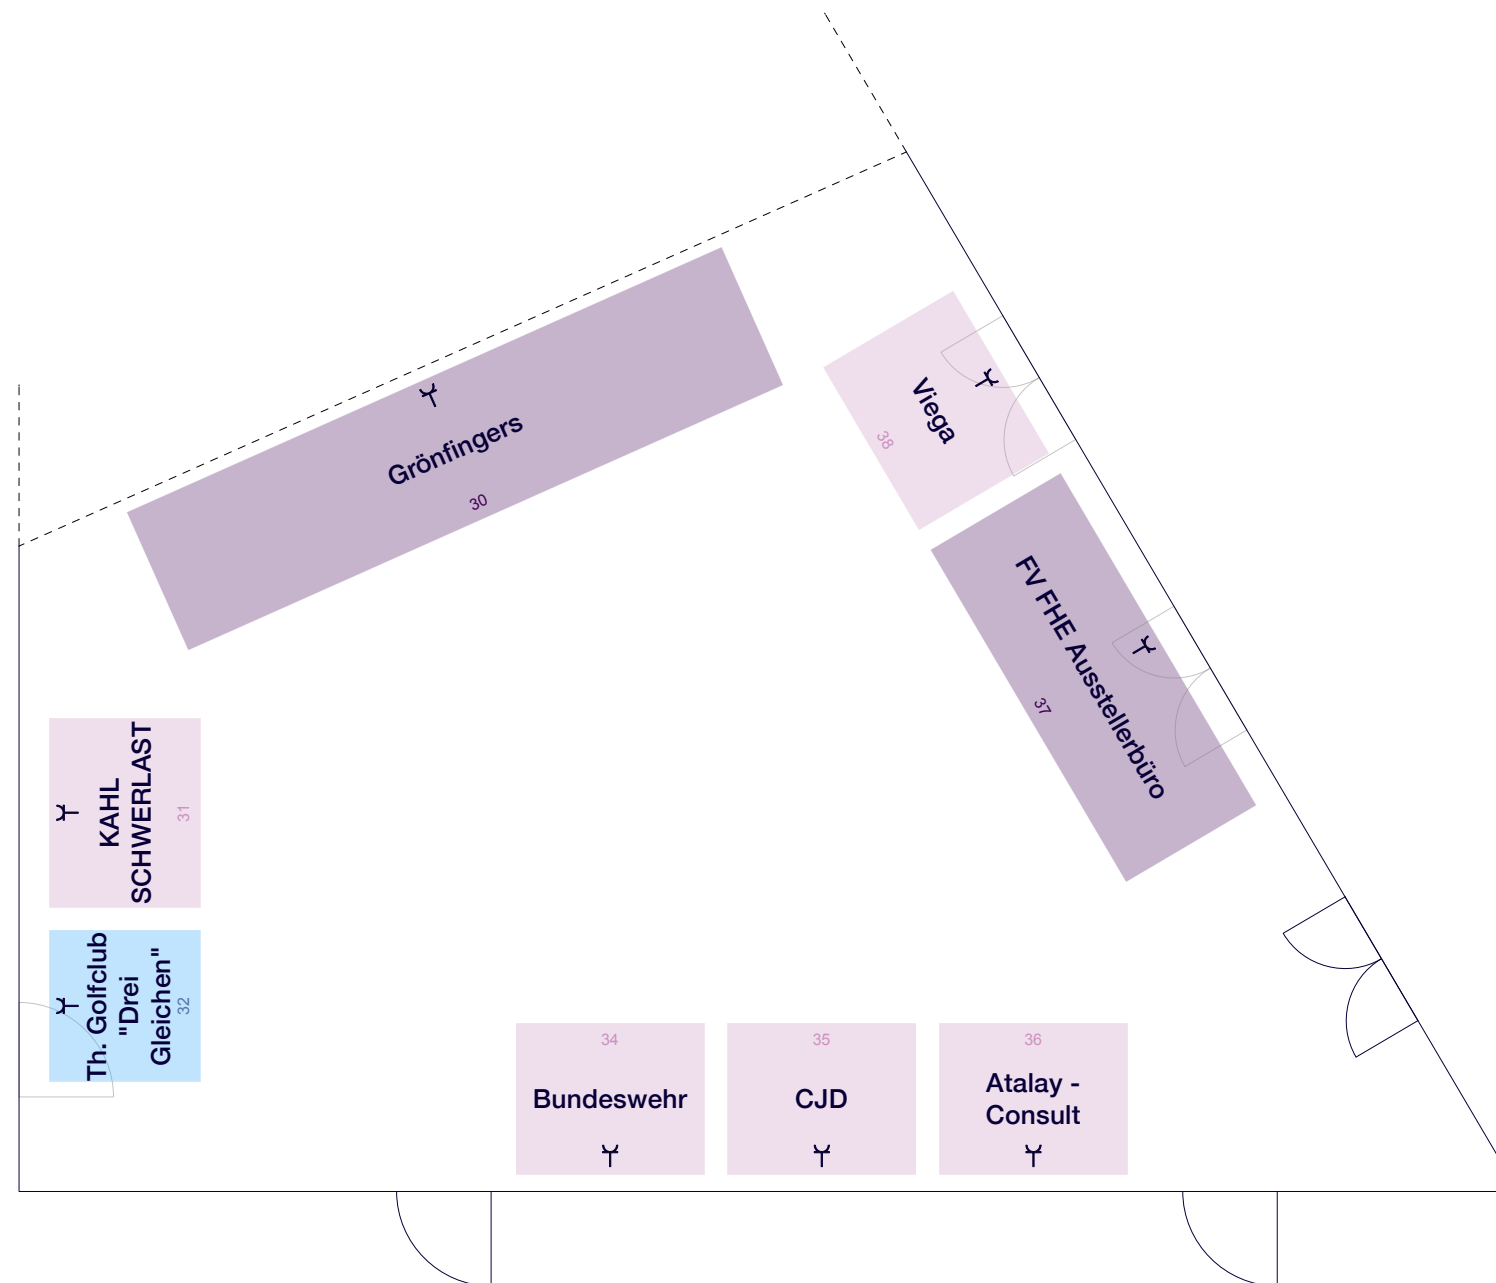 Grönfingers
30
Viega
38
FV FHE Ausstellerbüro
37
KAHL
SCHWERLAST
31
Th. Golfclub
"Drei
Gleichen"
32
34
Bundeswehr
35
CJD
36
Atalay -
Consult